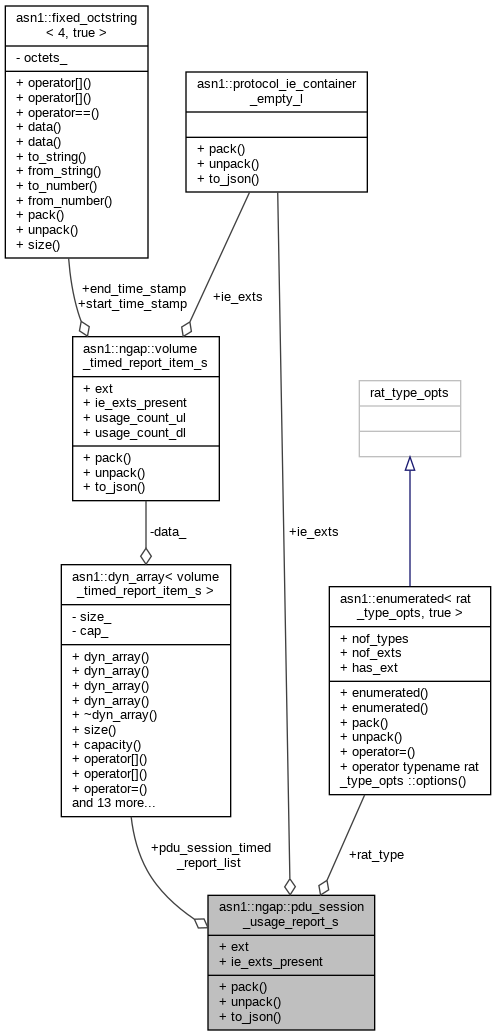 asn1::fixed_octstring
< 4, true >
- octets_
+ operator[]()
+ operator[]()
+ operator==()
+ data()
+ data()
+ to_string()
+ from_string()
+ to_number()
+ from_number()
+ pack()
+ unpack()
+ size()
asn1::protocol_ie_container
_empty_l
+ pack()
+ unpack()
+ to_json()
+end_time_stamp
+start_time_stamp
+ie_exts
asn1::ngap::volume
_timed_report_item_s
+ ext
+ ie_exts_present
+ usage_count_ul
+ usage_count_dl
+ pack()
+ unpack()
+ to_json()
rat_type_opts
-data_
+ie_exts
asn1::dyn_array< volume
_timed_report_item_s >
- size_
- cap_
+ dyn_array()
+ dyn_array()
+ dyn_array()
+ dyn_array()
+ ~dyn_array()
+ size()
+ capacity()
+ operator[]()
+ operator[]()
+ operator=()
and 13 more...
asn1::enumerated< rat
_type_opts, true >
+ nof_types
+ nof_exts
+ has_ext
+ enumerated()
+ enumerated()
+ pack()
+ unpack()
+ operator=()
+ operator typename rat
_type_opts ::options()
+pdu_session_timed
_report_list
+rat_type
asn1::ngap::pdu_session
_usage_report_s
+ ext
+ ie_exts_present
+ pack()
+ unpack()
+ to_json()